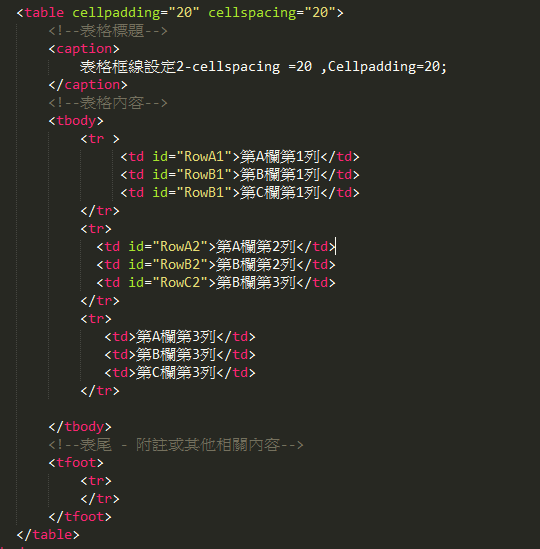 <table cellpadding="20" cellspacing="20">
<!--表格標題-->
<caption>
表格框線設定2-cellspacing =20 ,Cellpadding=20;
</caption>
<!--表格內容-->
<tbody>
<tr >
<td id="RowA1">第A欄第1列</td>
<td id="RowB1">第B欄第1列</td>
<td id="RowB1">第C欄第1列</td>
</tr>
<tr>
<td id="RowA2">第A欄第2列</td>
<td id="RowB2">第B欄第2列</td>
<td id="RowC2">第B欄第3列</td>
</tr>
<tr>
<td>第A欄第3列</td>
<td>第B欄第3列</td>
<td>第C欄第3列</td>
</tr>
</tbody>
<!--表尾 - 附註或其他相關內容-->
<tfoot>
<tr>
</tr>
</tfoot>
</table>